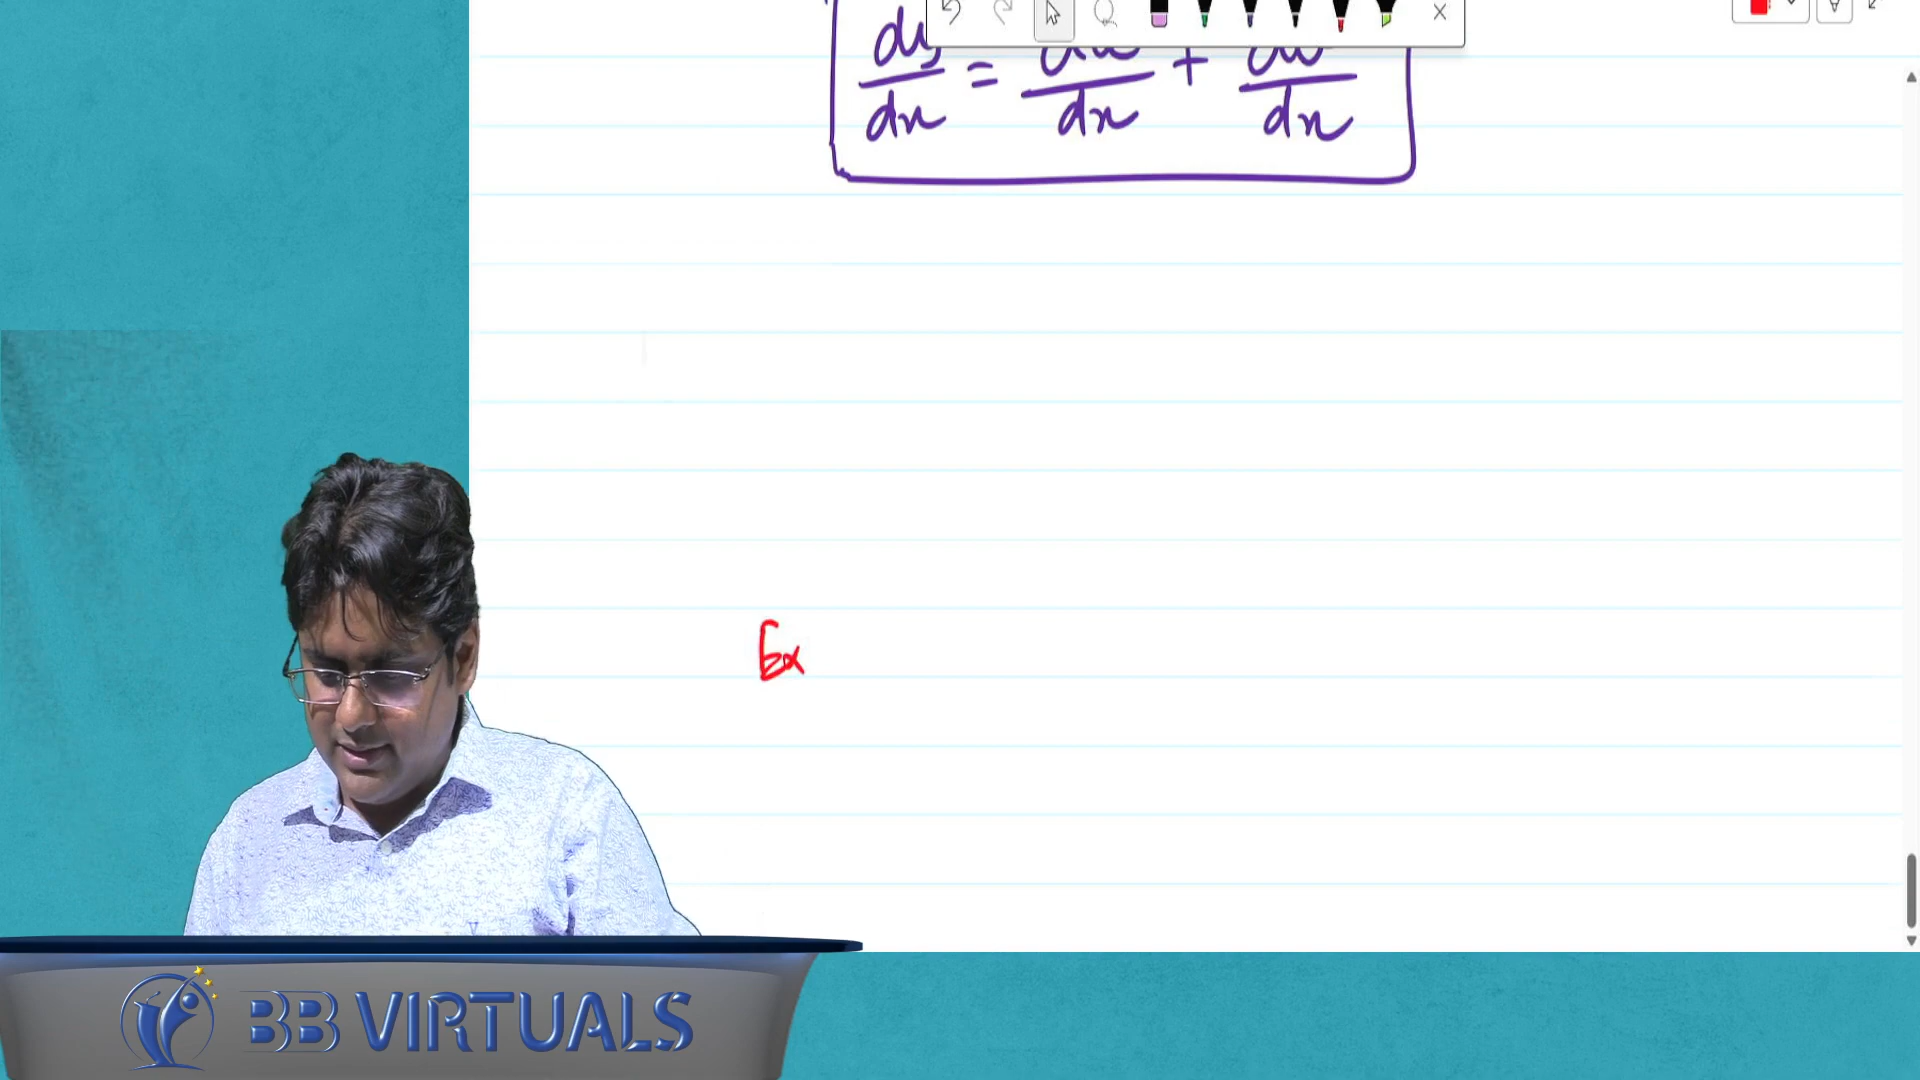 dy/dx = du/dx + dv/dx
Ex
BB VIRTUALS